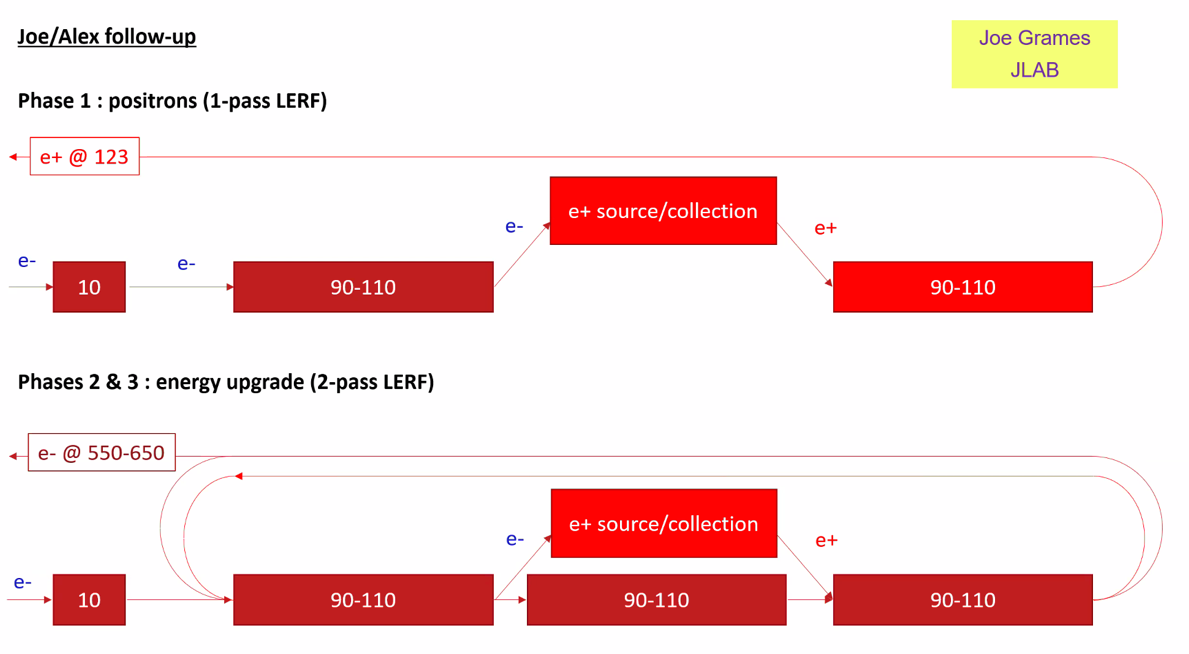 Joe/Alex follow-up
Joe Grames
JLAB
Phase 1 : positrons (1-pass LERF)
e+ @ 123
e+ source/collection
e-
e+
e-
e-
10
90-110
90-110
Phases 2 & 3 : energy upgrade (2-pass LERF)
e- @ 550-650
e+ source/collection
e-
e+
e-
10
90-110
90-110
90-110